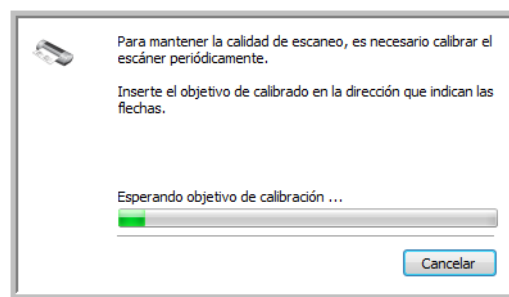 Para mantener la calidad de escaneo, es necesario calibrar el
escáner periódicamente.
Inserte el objetivo de calibrado en la dirección que indican las
flechas.
Esperando objetivo de calibración ...
Cancelar